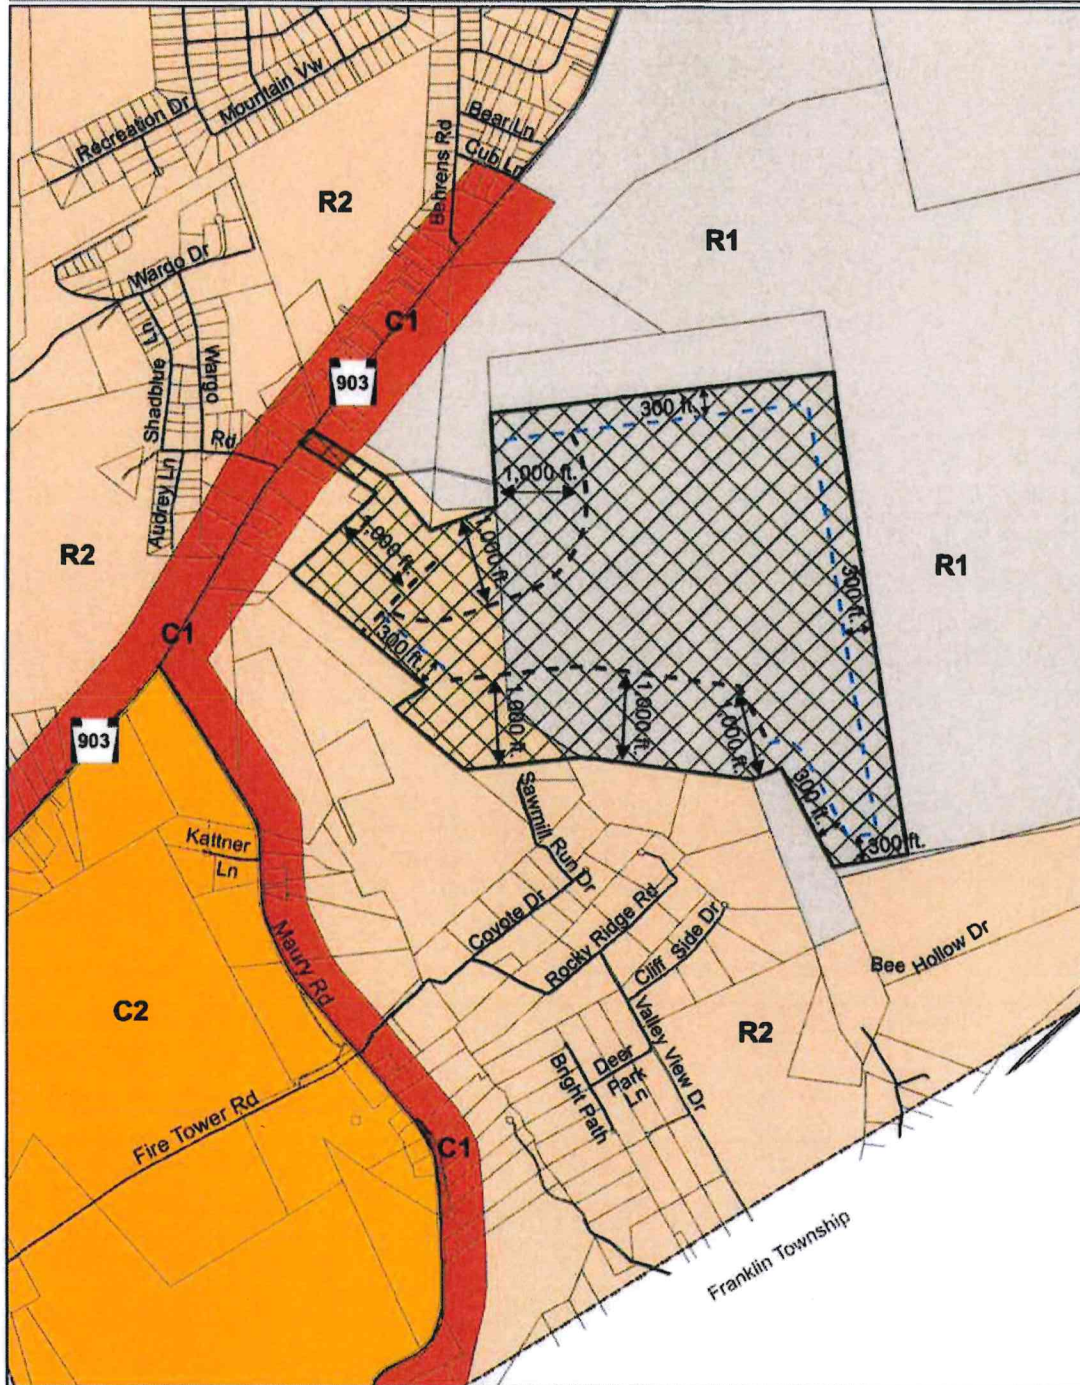 Recreation Dr
Mountain Vw
Behrens Rd
Bear Ln
Cub Ln
R2
R1
Wargo Dr
C1
903
Shadblue
Ln
Wargo
Rd
Audrey Ln
300 ft.
1,000 ft.
1,000 ft.
1,000 ft.
R2
R1
300 ft.
C1
300 ft.
903
1,000 ft.
1,000 ft.
1,000 ft.
300 ft.
300 ft.
Sawmill Run Dr
Kattner
Ln
Coyote Dr
Rocky Ridge Rd
Cliff Side Dr
Maury Rd
Bee Hollow Dr
C2
Valley View Dr
R2
Deer
Park
Ln
Bright Path
Fire Tower Rd
C1
Franklin Township